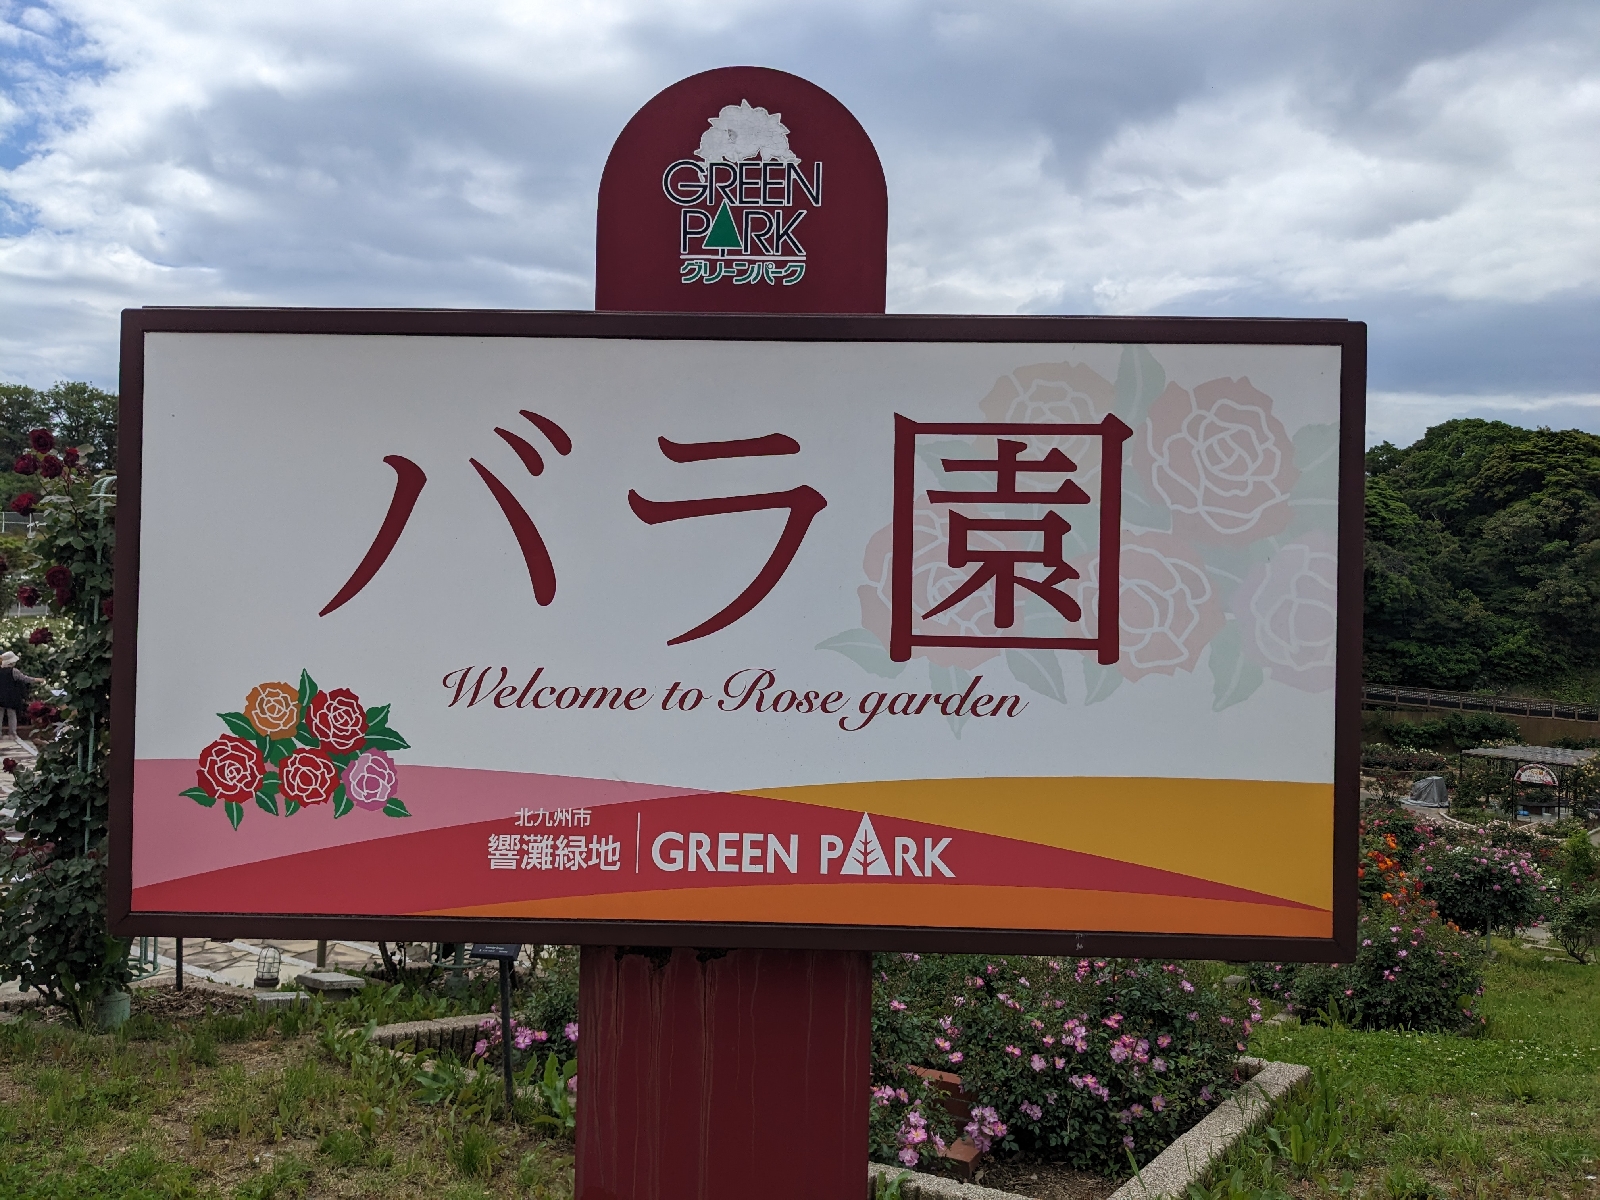 GREEN
PARK
グリーンパーク
バラ園
Welcome to Rose garden
北九州市
響灘緑地
GREEN PARK